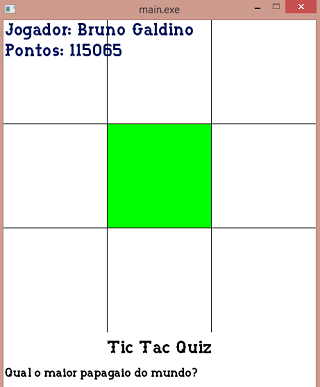 main.exe
Jogador: Bruno Galdino
Pontos: 115065
Tic Tac Quiz
Qual o maior papagaio do mundo?